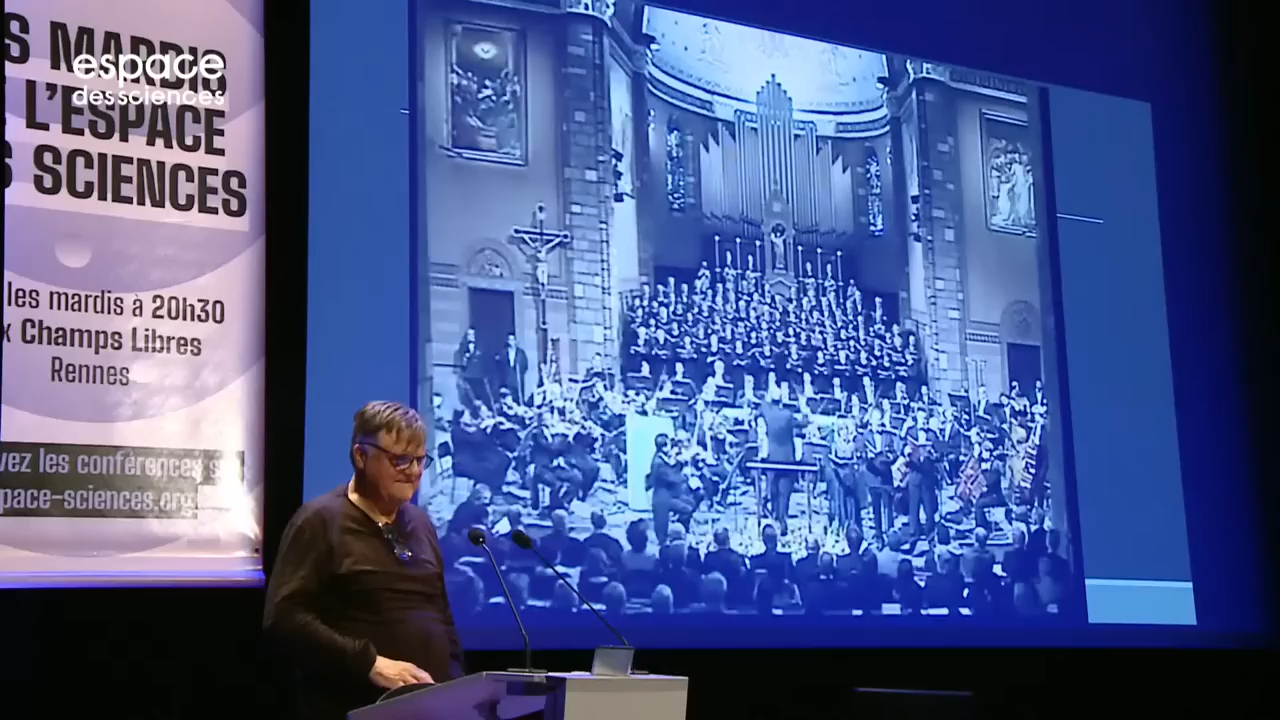 S MARDIS
L'ESPACE
S SCIENCES
espace
des sciences
les mardis à 20h30
x Champs Libres
Rennes
vez les conférences s
pace-sciences.org